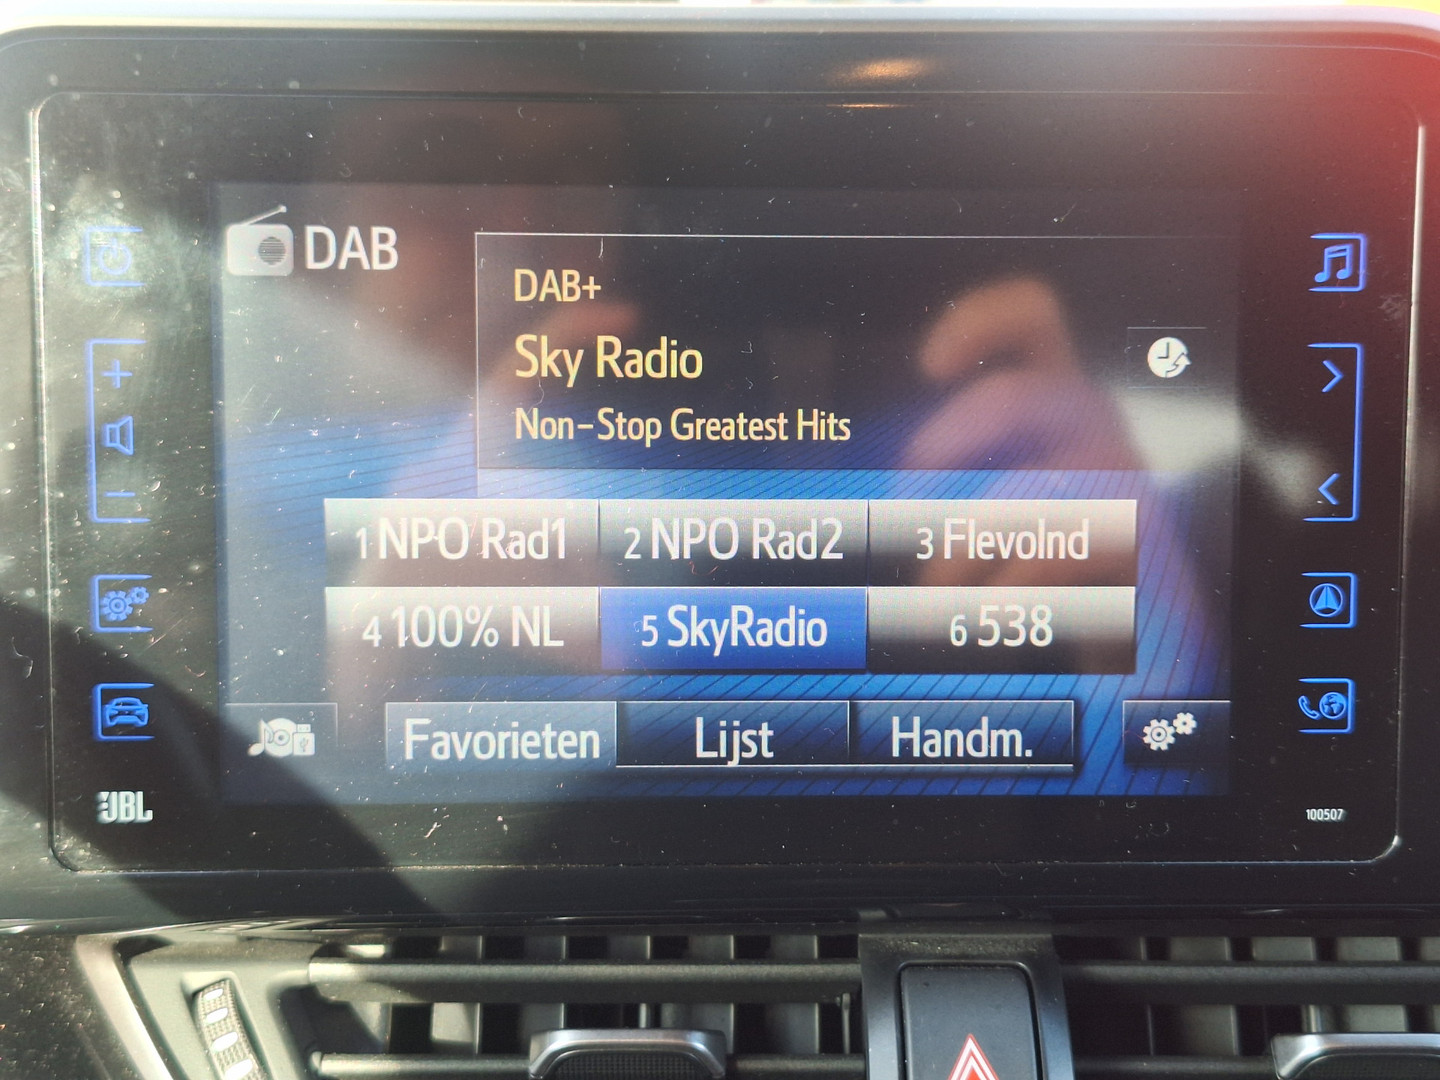 DAB
DAB+
Sky Radio
Non-Stop Greatest Hits
1 NPO Rad1
2 NPO Rad2
3 Flevolnd
4 100% NL
5 SkyRadio
6 538
Favorieten
Lijst
Handm.
JBL
100507